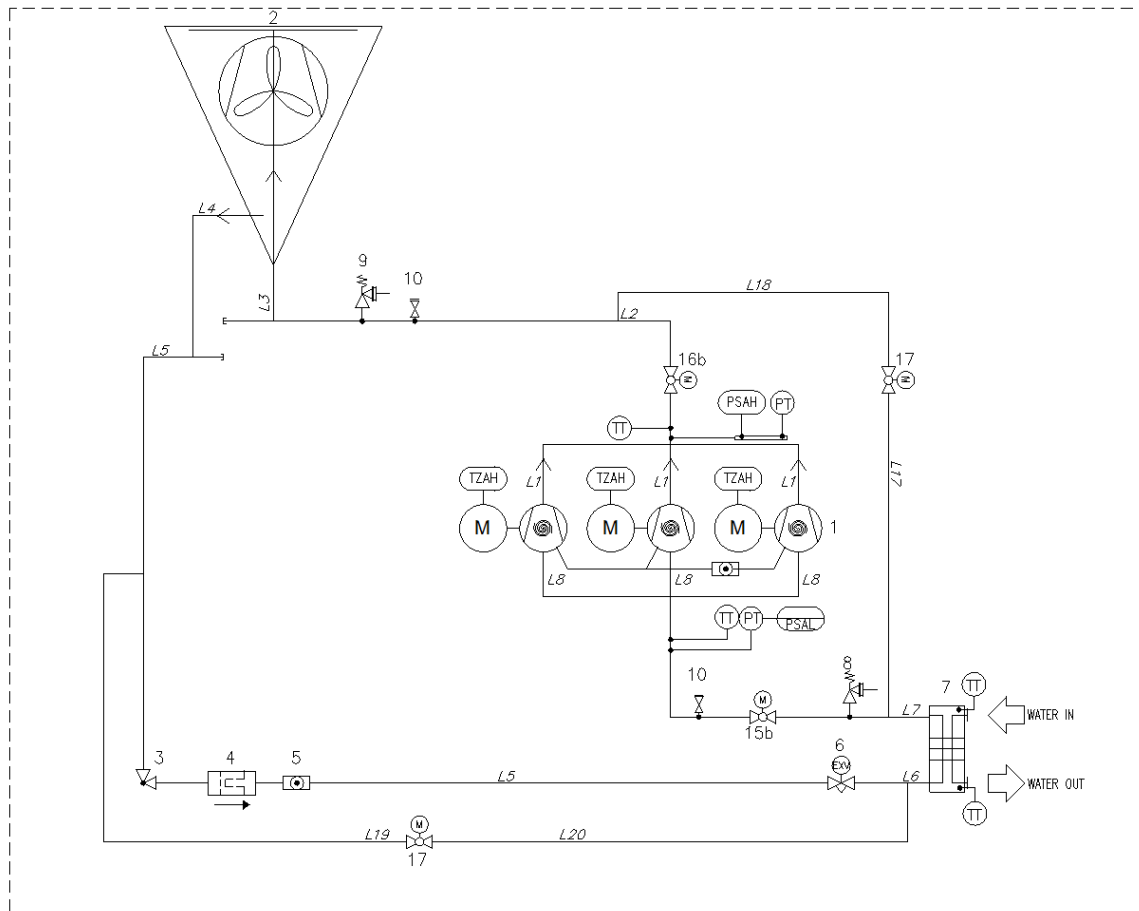 2
L4
9
10
L3
L18
L2
L5
16b
M
17
M
PSAH
PT
TT
TZAH
TZAH
TZAH
L1
L1
L1
L17
M
M
M
1
L8
L8
L8
TT
PT
PSAL
10
8
7
TT
M
L7
WATER IN
15b
3
4
5
6
EXV
L5
L6
WATER OUT
TT
M
L19
L20
17